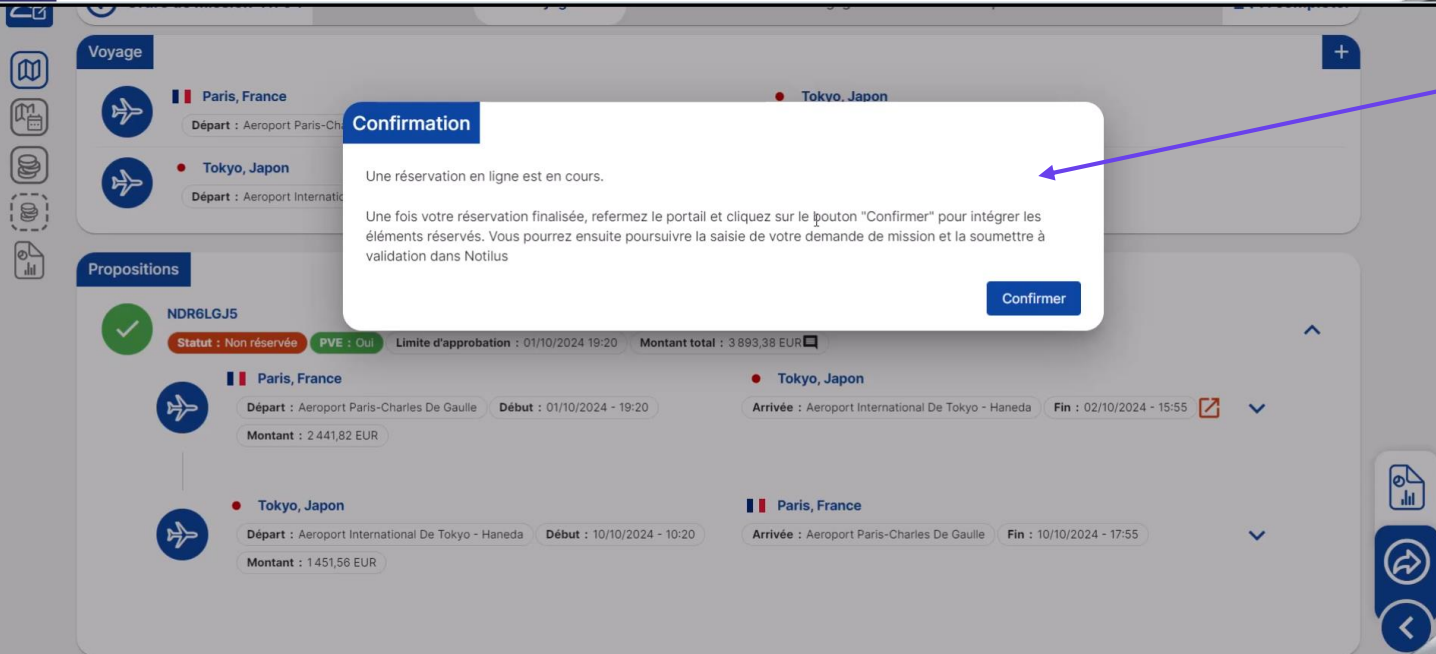 Voyage
+
Paris, France
Tokyo, Japon
Départ : Aeroport Paris-Cha
Tokyo, Japon
Départ : Aeroport Internatio
Confirmation
Une réservation en ligne est en cours.
Une fois votre réservation finalisée, refermez le portail et cliquez sur le bouton "Confirmer" pour intégrer les
éléments réservés. Vous pourrez ensuite poursuivre la saisie de votre demande de mission et la soumettre à
validation dans Notilus
Confirmer
Propositions
NDR6LGJ5
Statut : Non réservée PVE : Oui Limite d'approbation : 01/10/2024 19:20 Montant total : 3 893,38 EUR
Paris, France
Tokyo, Japon
Départ : Aeroport Paris-Charles De Gaulle Début : 01/10/2024 - 19:20
Arrivée : Aeroport International De Tokyo - Haneda Fin : 02/10/2024 - 15:55
Montant : 2 441,82 EUR
Tokyo, Japon
Paris, France
Départ : Aeroport International De Tokyo - Haneda Début : 10/10/2024 - 10:20
Arrivée : Aeroport Paris-Charles De Gaulle Fin : 10/10/2024 - 17:55
Montant : 1 451,56 EUR